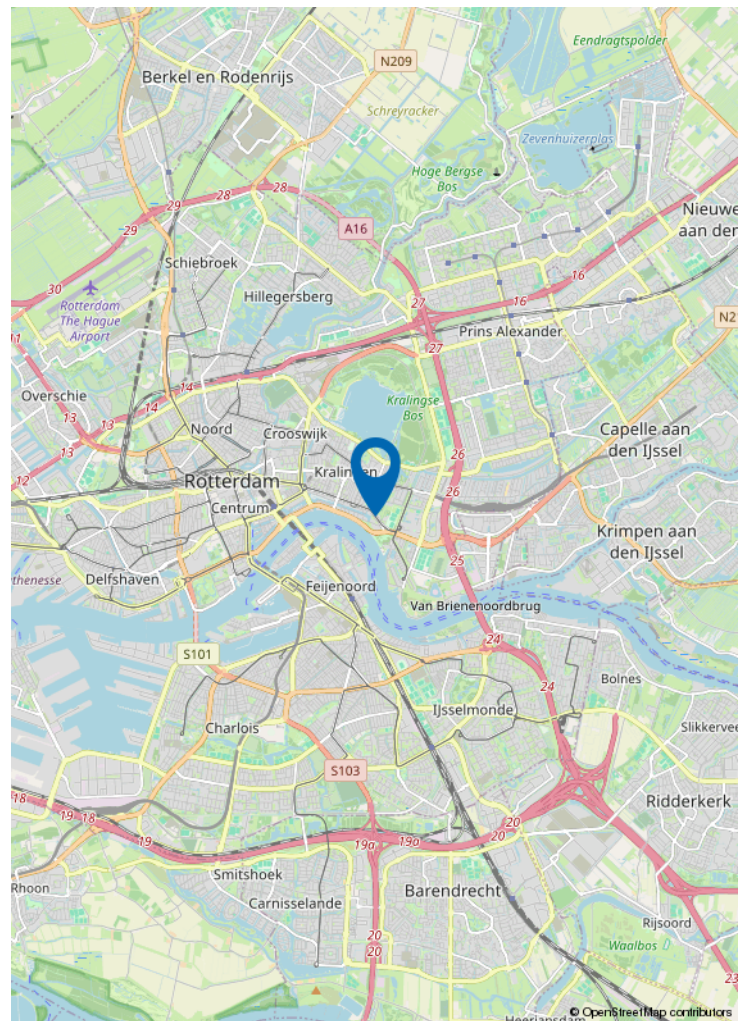 Eendragtspolder
N209
Berkel en Rodenrijs
Schreyracker
Zevenhuizerplas
Hoge Bergse
Bos
28
28
29
29
A16
Nieuwe
aan den
30
Schiebroek
16
Rotterdam
The Hague
Airport
Hillegersberg
27
16
N21
11
Prins Alexander
27
14
Overschie
14
13
13
Kralingse
Bos
Noord
Crooswijk
Capelle aan
den IJssel
12
26
Kralingen
Rotterdam
26
Centrum
Krimpen aan
den IJssel
25
Delfshaven
Feijenoord
Van Brienenoordbrug
24
S101
24
Bolnes
IJsselmonde
Charlois
Slikkerve
S103
18
18
19
19
Ridderkerk
20
20
19a
19a
Smitshoek
Rhoon
Barendrecht
Carnisselande
Rijsoord
20
20
Waalbos
23
© OpenStreetMap contributors